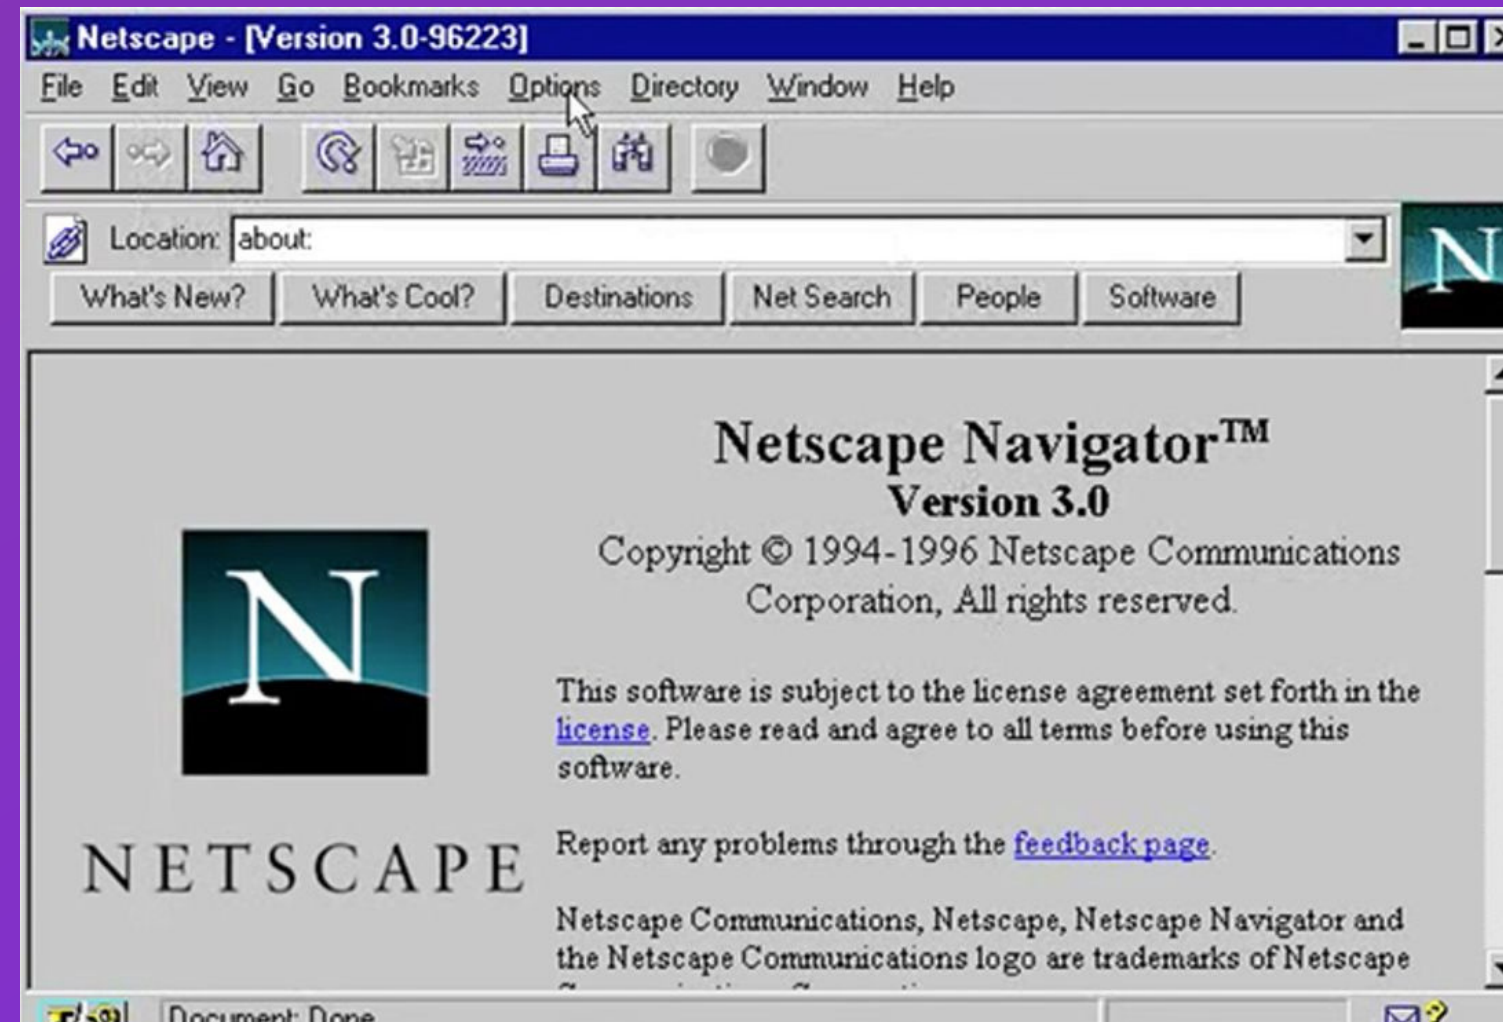 Netscape - [Version 3.0-96223]
File Edit View Go Bookmarks Options Directory Window Help
Location: about:
N
What's New? What's Cool? Destinations Net Search People Software
Netscape Navigator™
Version 3.0
Copyright © 1994-1996 Netscape Communications
Corporation, All rights reserved.
N
NETSCAPE
This software is subject to the license agreement set forth in the
license. Please read and agree to all terms before using this
software.
Report any problems through the feedback page.
Netscape Communications, Netscape, Netscape Navigator and
the Netscape Communications logo are trademarks of Netscape
Document: Done